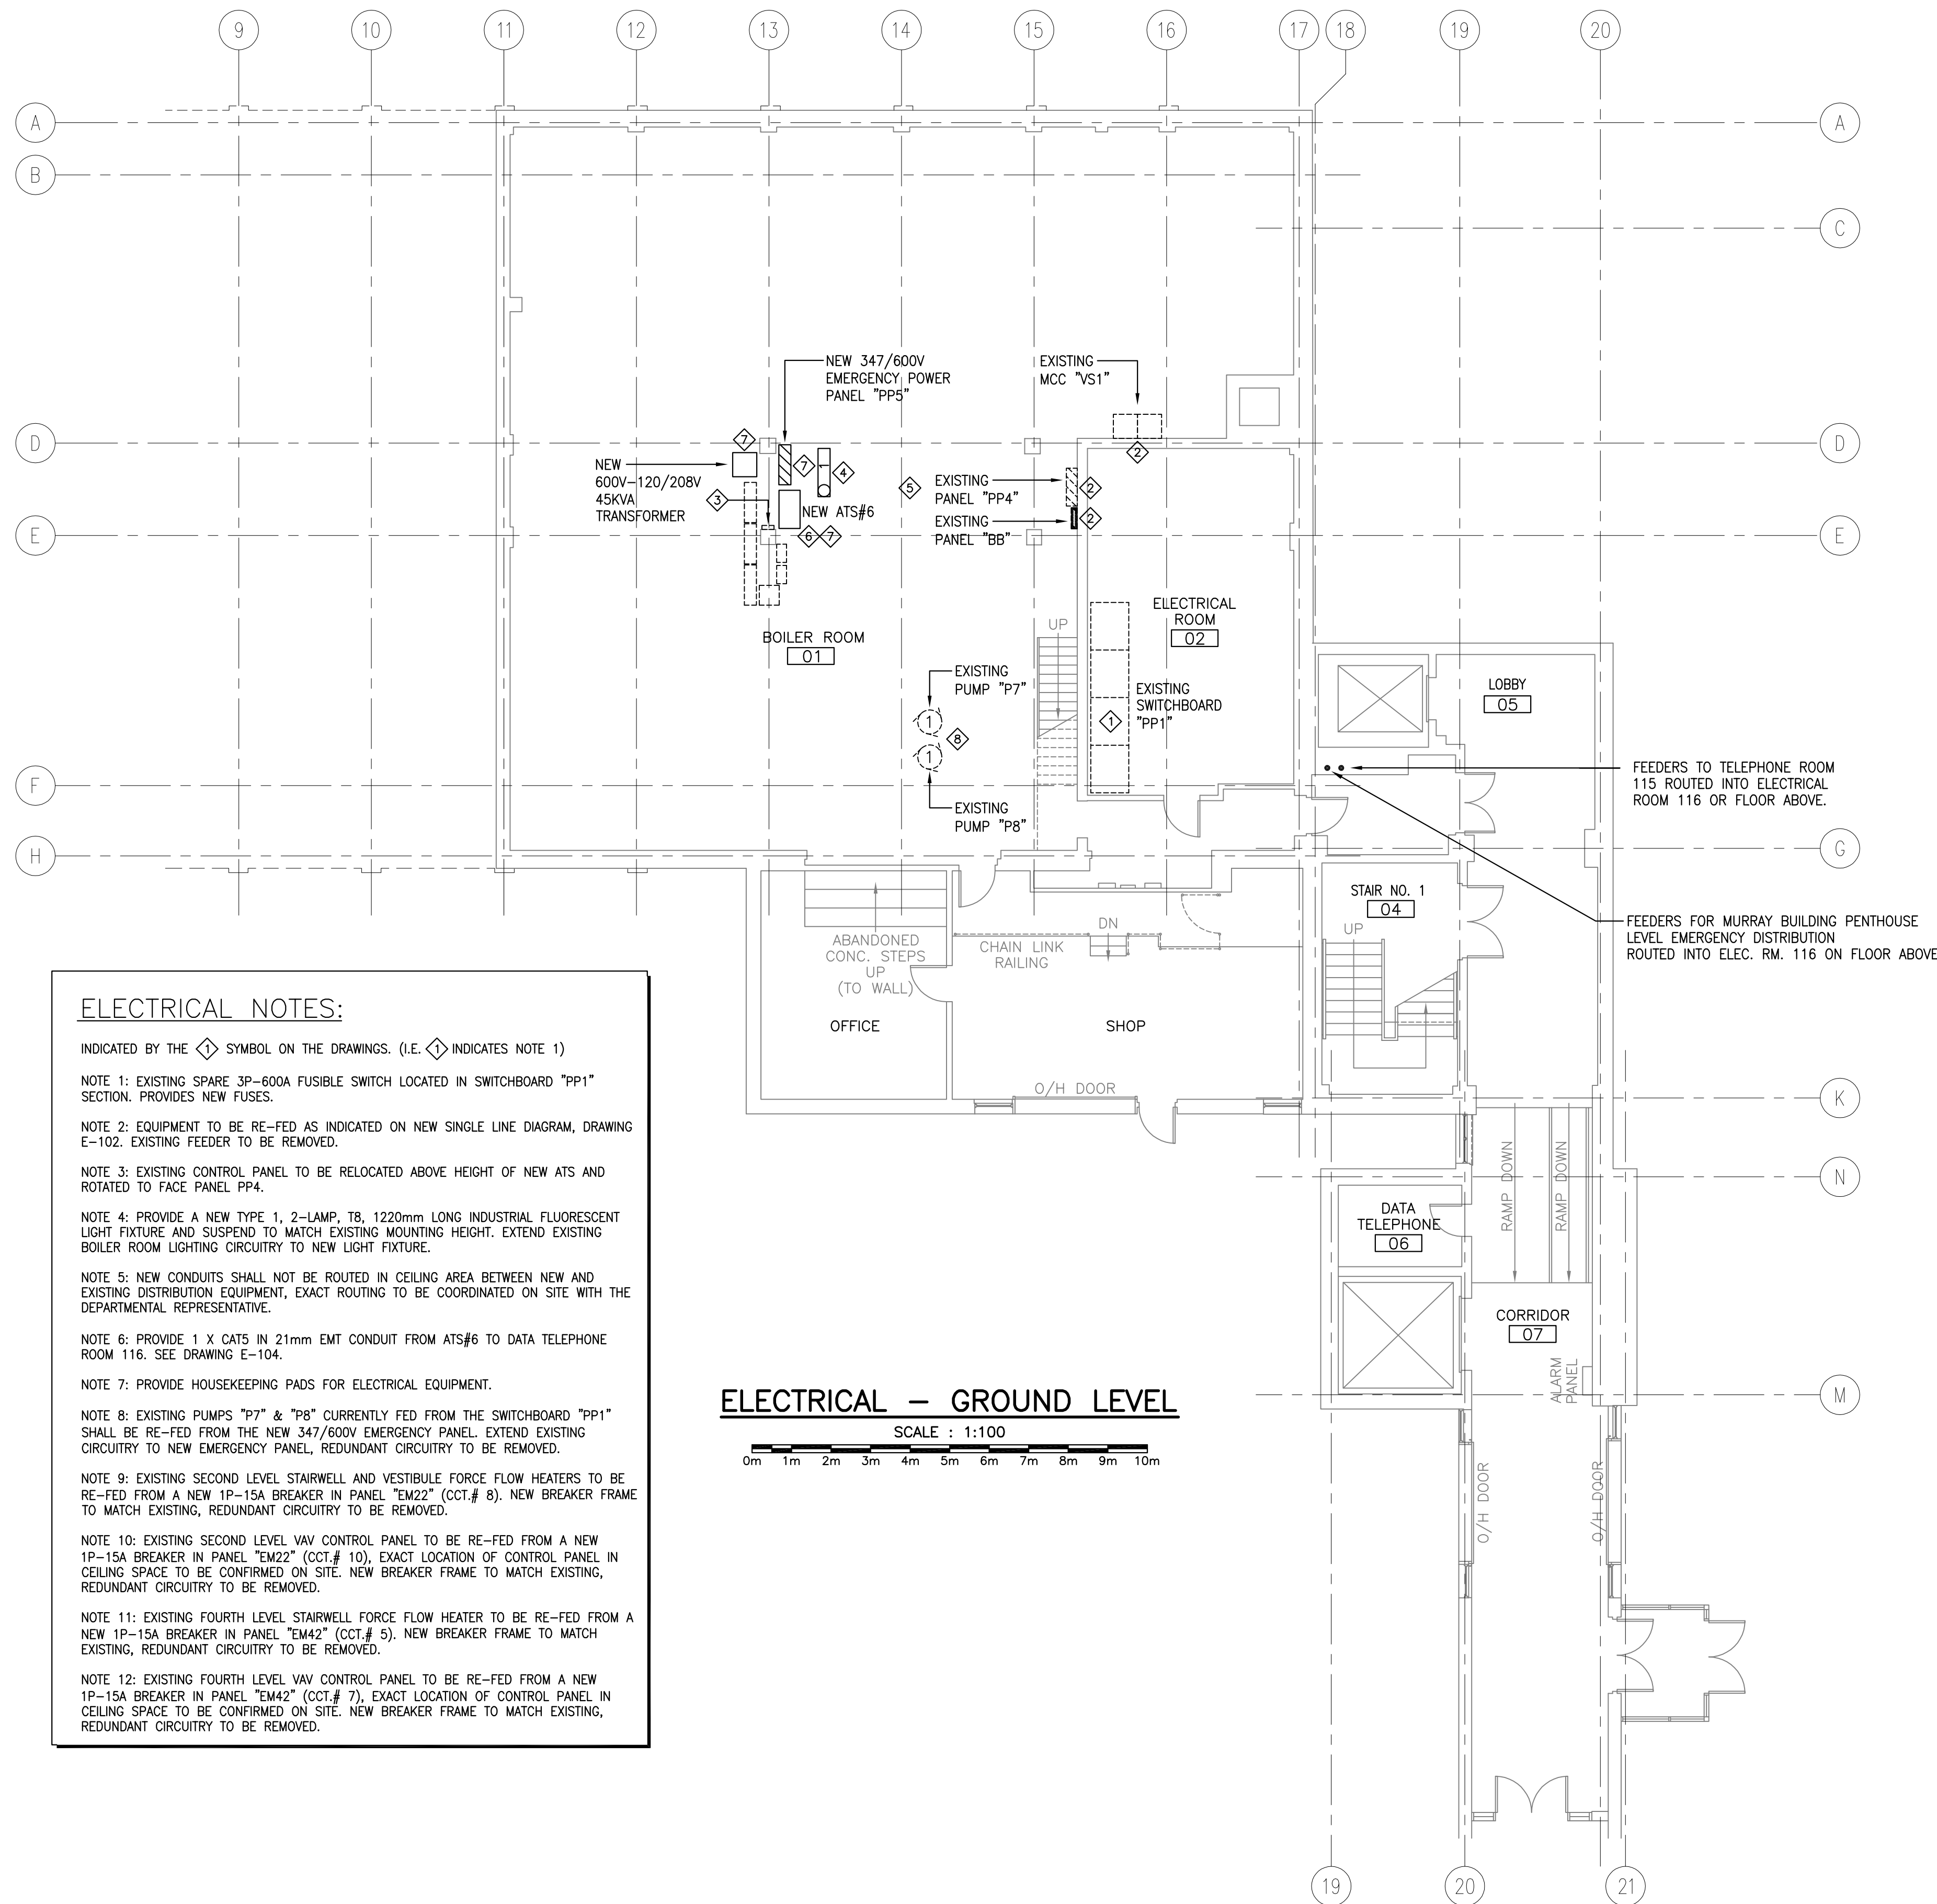 9
10
11
12
13
14
15
16
17
18
19
20
A
A
B
C
NEW 347/600V
EMERGENCY POWER
PANEL "PP5"
EXISTING
MCC "VS1"
D
D
7
7
1
4
2
NEW
600V-120/208V
45KVA
TRANSFORMER
3
NEW ATS#6
5
EXISTING
PANEL "PP4"
2
EXISTING
PANEL "BB"
2
E
E
6
7
ELECTRICAL
ROOM
02
UP
BOILER ROOM
01
EXISTING
PUMP "P7"
1
8
1
EXISTING
PUMP "P8"
EXISTING
SWITCHBOARD
"PP1"
1
LOBBY
05
F
FEEDERS TO TELEPHONE ROOM
115 ROUTED INTO ELECTRICAL
ROOM 116 OR FLOOR ABOVE.
H
G
STAIR NO. 1
04
UP
FEEDERS FOR MURRAY BUILDING PENTHOUSE
LEVEL EMERGENCY DISTRIBUTION
ROUTED INTO ELEC. RM. 116 ON FLOOR ABOVE
ABANDONED
CONC. STEPS
UP
(TO WALL)
CHAIN LINK
RAILING
DN
OFFICE
SHOP
O/H DOOR
K
N
RAMP DOWN
RAMP DOWN
DATA
TELEPHONE
06
CORRIDOR
07
ALARM
PANEL
M
O/H DOOR
O/H DOOR
19
20
21
ELECTRICAL NOTES:
INDICATED BY THE 1 SYMBOL ON THE DRAWINGS. (I.E. 1 INDICATES NOTE 1)
NOTE 1: EXISTING SPARE 3P-600A FUSIBLE SWITCH LOCATED IN SWITCHBOARD "PP1"
SECTION. PROVIDES NEW FUSES.
NOTE 2: EQUIPMENT TO BE RE-FED AS INDICATED ON NEW SINGLE LINE DIAGRAM, DRAWING
E-102. EXISTING FEEDER TO BE REMOVED.
NOTE 3: EXISTING CONTROL PANEL TO BE RELOCATED ABOVE HEIGHT OF NEW ATS AND
ROTATED TO FACE PANEL PP4.
NOTE 4: PROVIDE A NEW TYPE 1, 2-LAMP, T8, 1220mm LONG INDUSTRIAL FLUORESCENT
LIGHT FIXTURE AND SUSPEND TO MATCH EXISTING MOUNTING HEIGHT. EXTEND EXISTING
BOILER ROOM LIGHTING CIRCUITRY TO NEW LIGHT FIXTURE.
NOTE 5: NEW CONDUITS SHALL NOT BE ROUTED IN CEILING AREA BETWEEN NEW AND
EXISTING DISTRIBUTION EQUIPMENT, EXACT ROUTING TO BE COORDINATED ON SITE WITH THE
DEPARTMENTAL REPRESENTATIVE.
NOTE 6: PROVIDE 1 X CAT5 IN 21mm EMT CONDUIT FROM ATS#6 TO DATA TELEPHONE
ROOM 116. SEE DRAWING E-104.
NOTE 7: PROVIDE HOUSEKEEPING PADS FOR ELECTRICAL EQUIPMENT.
NOTE 8: EXISTING PUMPS "P7" & "P8" CURRENTLY FED FROM THE SWITCHBOARD "PP1"
SHALL BE RE-FED FROM THE NEW 347/600V EMERGENCY PANEL. EXTEND EXISTING
CIRCUITRY TO NEW EMERGENCY PANEL, REDUNDANT CIRCUITRY TO BE REMOVED.
NOTE 9: EXISTING SECOND LEVEL STAIRWELL AND VESTIBULE FORCE FLOW HEATERS TO BE
RE-FED FROM A NEW 1P-15A BREAKER IN PANEL "EM22" (CCT.# 8). NEW BREAKER FRAME
TO MATCH EXISTING, REDUNDANT CIRCUITRY TO BE REMOVED.
NOTE 10: EXISTING SECOND LEVEL VAV CONTROL PANEL TO BE RE-FED FROM A NEW
1P-15A BREAKER IN PANEL "EM22" (CCT.# 10), EXACT LOCATION OF CONTROL PANEL IN
CEILING SPACE TO BE CONFIRMED ON SITE. NEW BREAKER FRAME TO MATCH EXISTING,
REDUNDANT CIRCUITRY TO BE REMOVED.
NOTE 11: EXISTING FOURTH LEVEL STAIRWELL FORCE FLOW HEATER TO BE RE-FED FROM A
NEW 1P-15A BREAKER IN PANEL "EM42" (CCT.# 5). NEW BREAKER FRAME TO MATCH
EXISTING, REDUNDANT CIRCUITRY TO BE REMOVED.
NOTE 12: EXISTING FOURTH LEVEL VAV CONTROL PANEL TO BE RE-FED FROM A NEW
1P-15A BREAKER IN PANEL "EM42" (CCT.# 7), EXACT LOCATION OF CONTROL PANEL IN
CEILING SPACE TO BE CONFIRMED ON SITE. NEW BREAKER FRAME TO MATCH EXISTING,
REDUNDANT CIRCUITRY TO BE REMOVED.
ELECTRICAL - GROUND LEVEL
SCALE : 1:100
0m 1m 2m 3m 4m 5m 6m 7m 8m 9m 10m